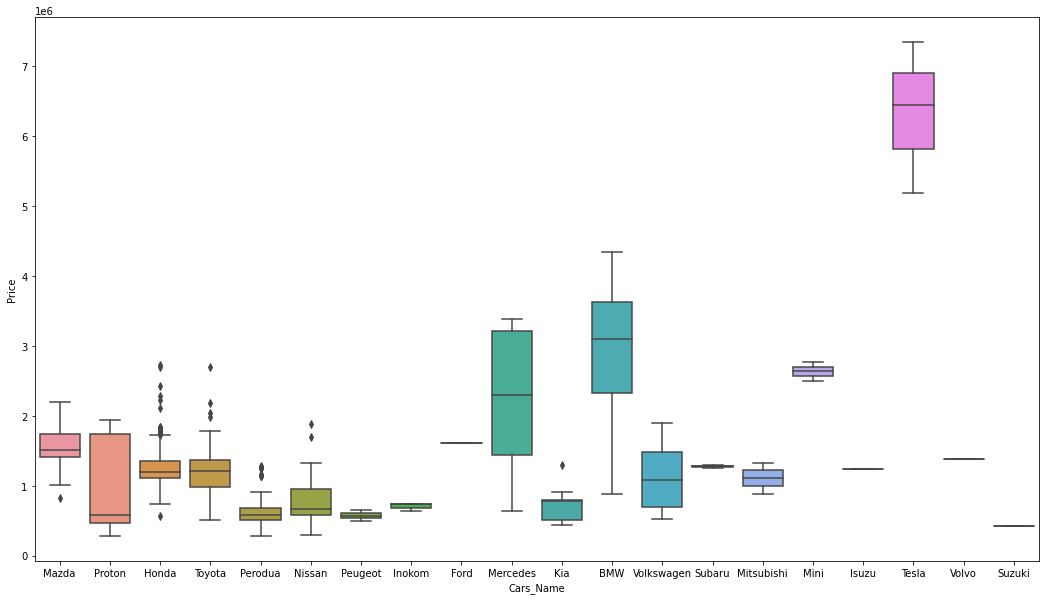 1e6
7
6
5
4
3
2
1
0
Price
Mazda Proton Honda Toyota Perodua Nissan Peugeot Inokom Ford Mercedes Kia BMW Volkswagen Subaru Mitsubishi Mini Isuzu Tesla Volvo Suzuki
Cars_Name